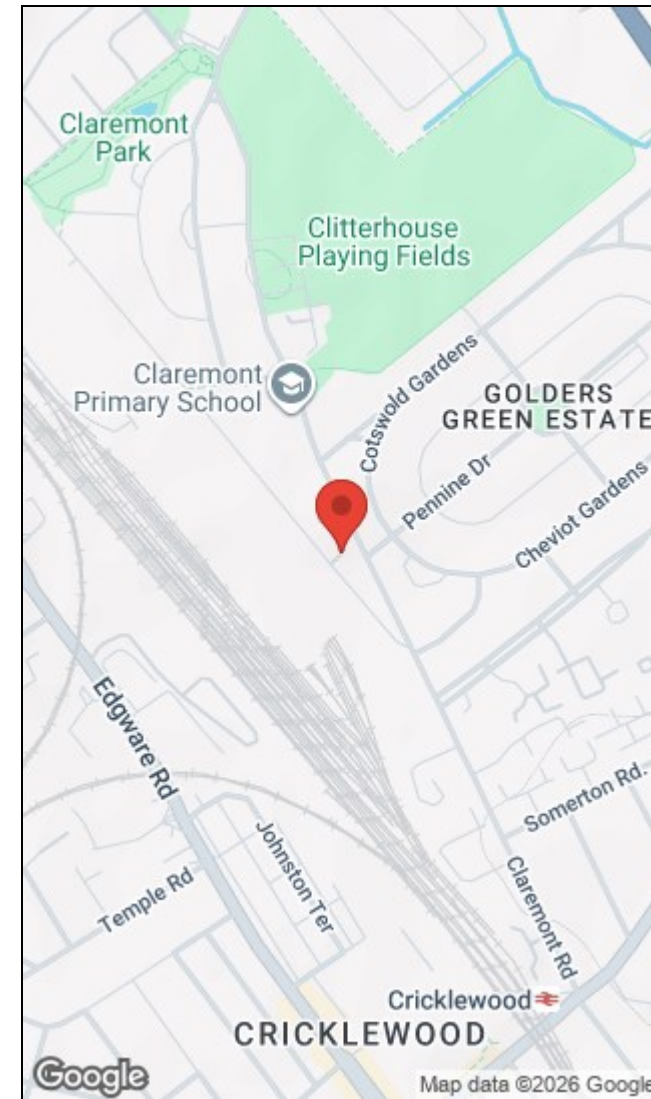 Claremont
Park
Clitterhouse
Playing Fields
Claremont
Primary School
Cotswold Gardens
GOLDERS
GREEN ESTATE
Pennine Dr
Cheviot Gardens
Edgware Rd
Somerton Rd.
Johnston Ter
Claremont Rd
Temple Rd
Cricklewood
CRICKLEWOOD
Google
Map data ©2026 Google